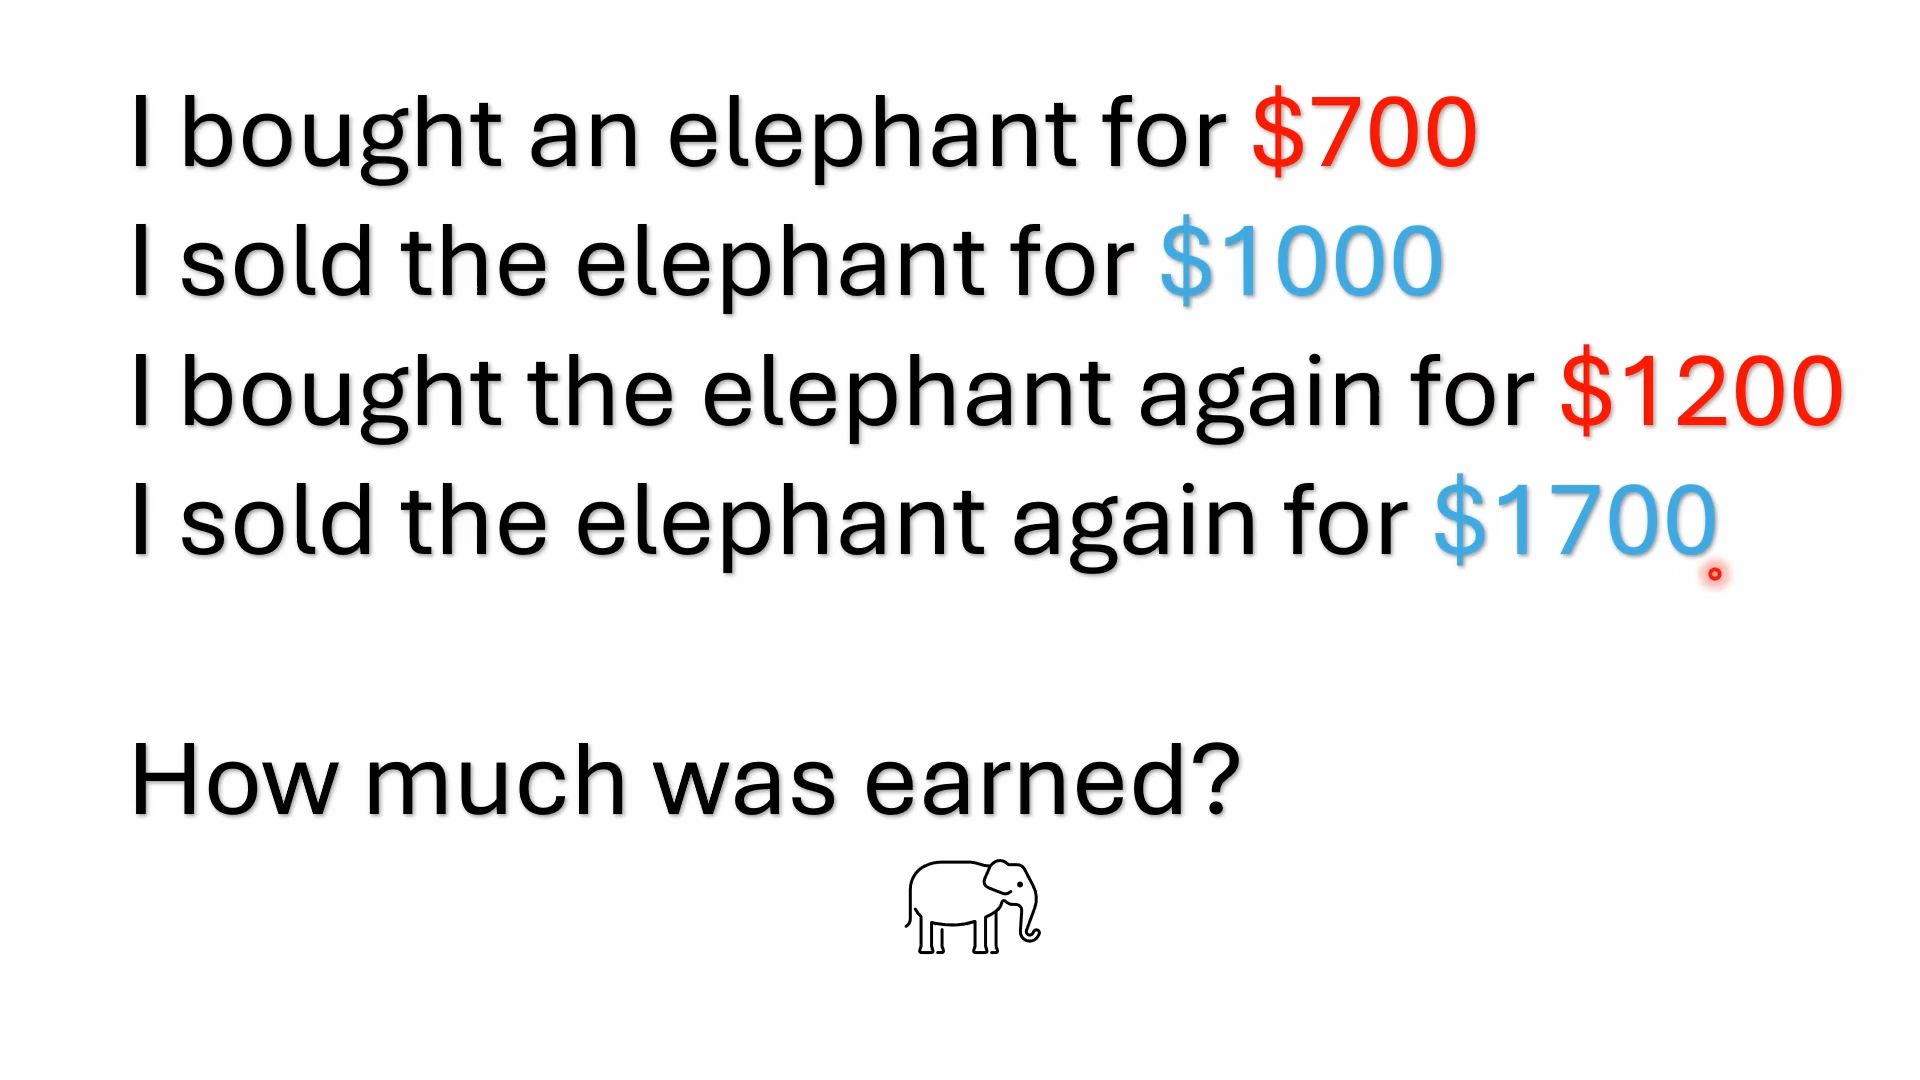 I bought an elephant for $700
I sold the elephant for $1000
I bought the elephant again for $1200
I sold the elephant again for $1700
How much was earned?